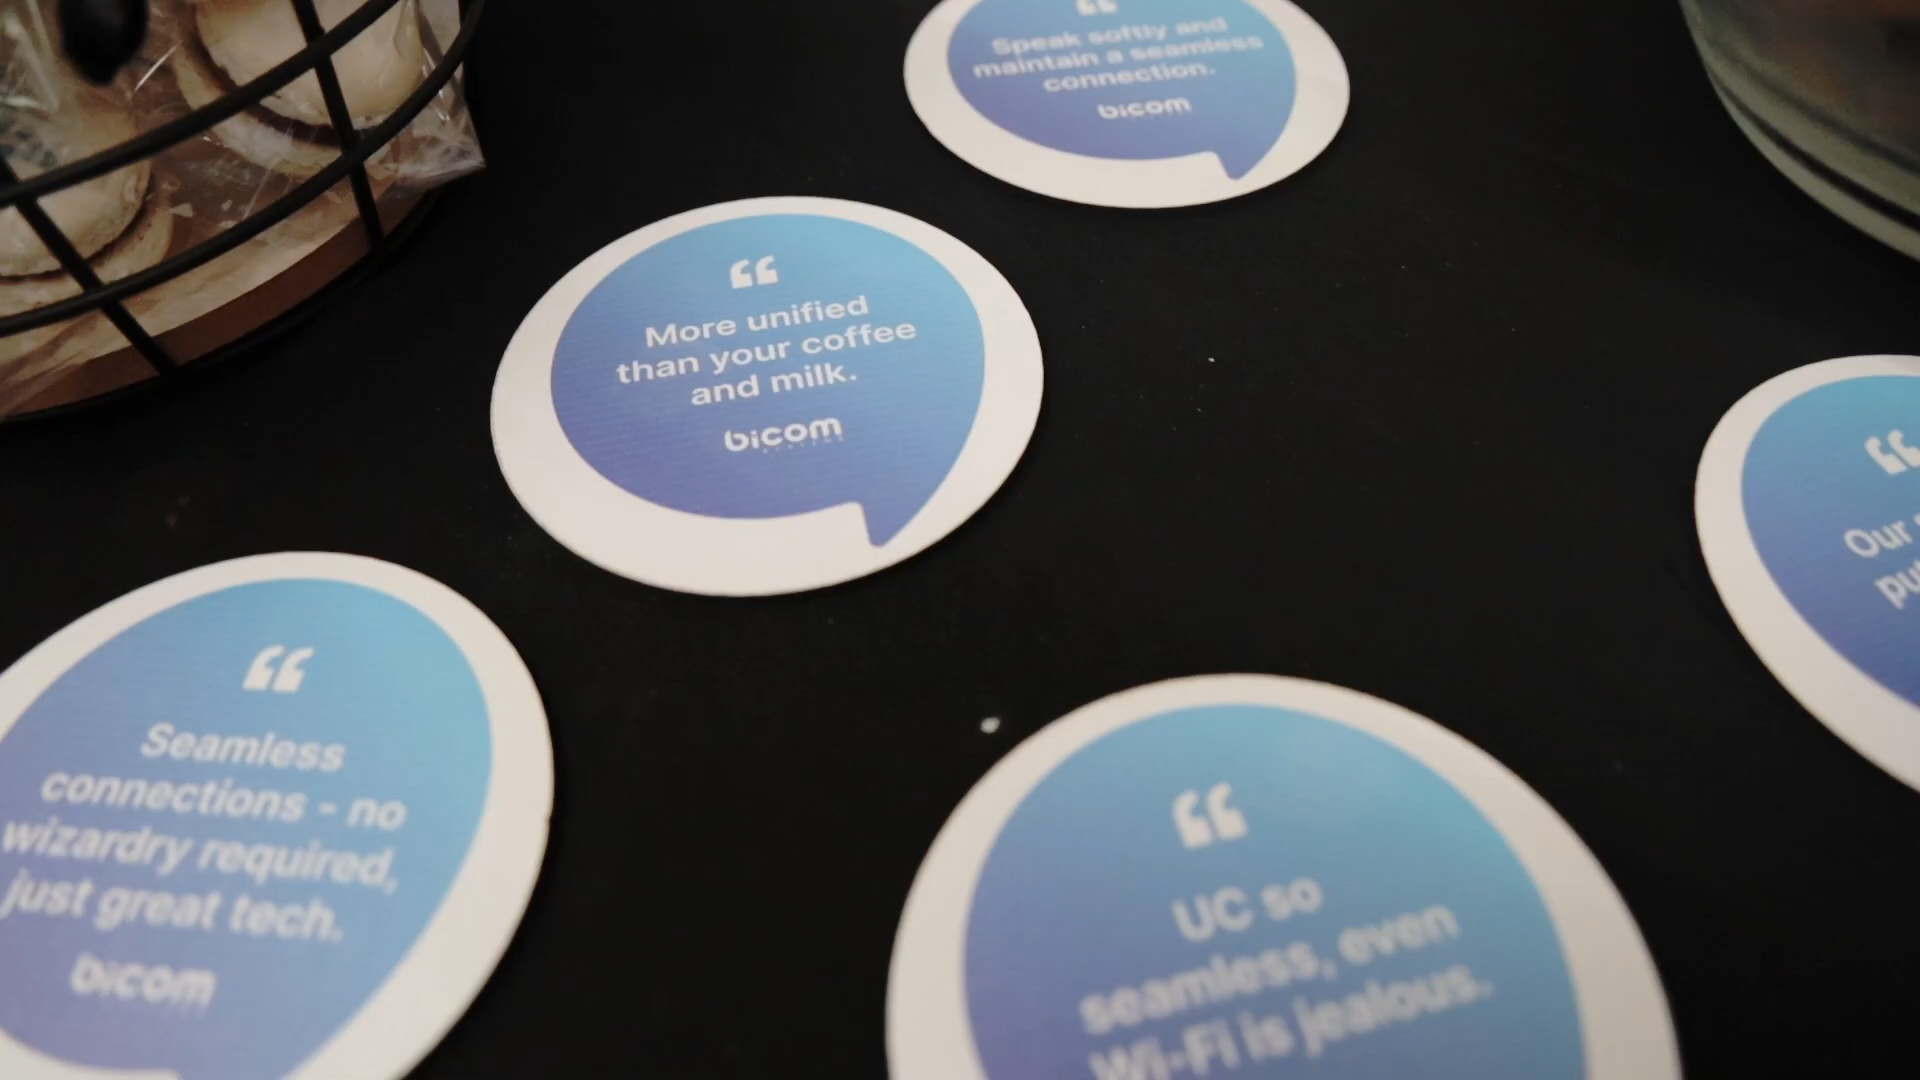 Speak softly and
maintain a seamless
connection.
bicom
More unified
than your coffee
and milk.
bicom
Our
Seamless
connections - no
wizardry required,
just great tech.
bicom
UC so
seamless, even
Wi-Fi is jealous.